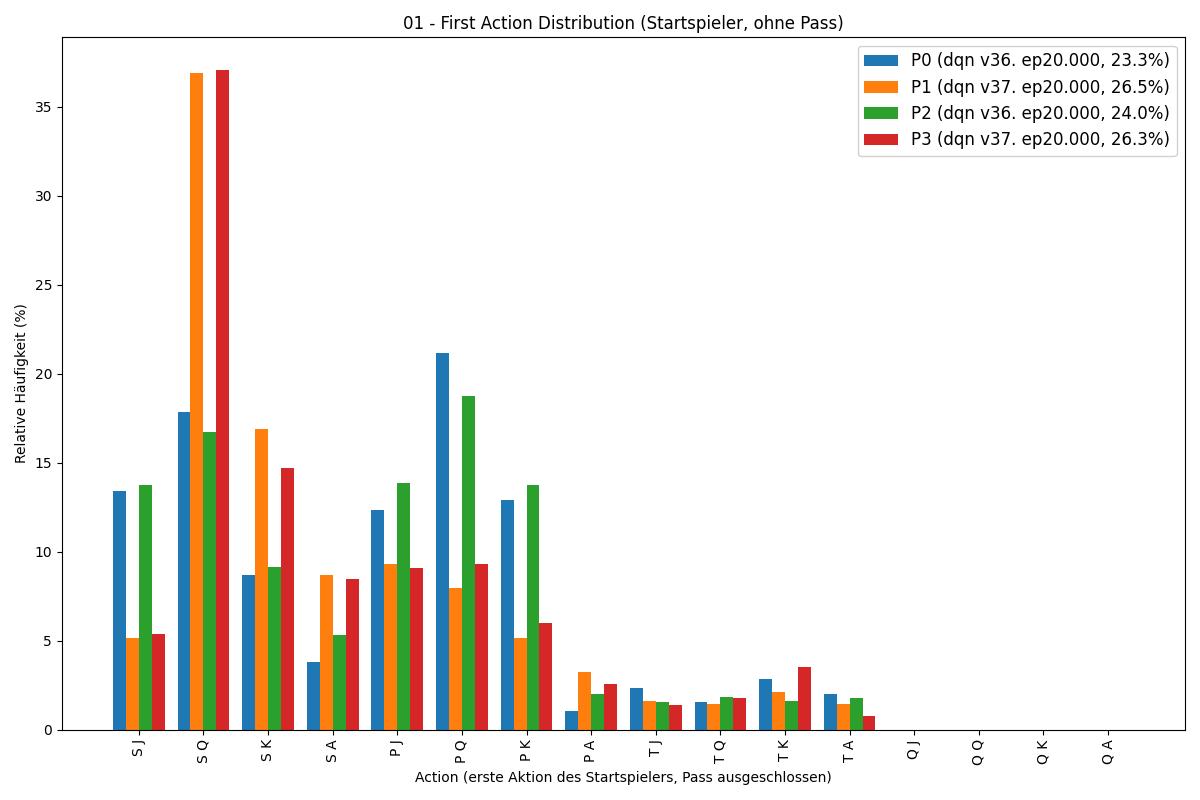 01 - First Action Distribution (Startspieler, ohne Pass)
P0 (dqn v36. ep20.000, 23.3%)
P1 (dqn v37. ep20.000, 26.5%)
P2 (dqn v36. ep20.000, 24.0%)
P3 (dqn v37. ep20.000, 26.3%)
Relative Häufigkeit (%)
35
30
25
20
15
10
5
0
S J
S Q
S K
S A
P J
P Q
P K
P A
T J
T Q
T K
T A
Q J
Q Q
Q K
Q A
Action (erste Aktion des Startspielers, Pass ausgeschlossen)